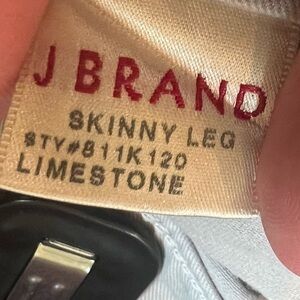 J BRAND
SKINNY LEG
STY#811K120
LIMESTONE